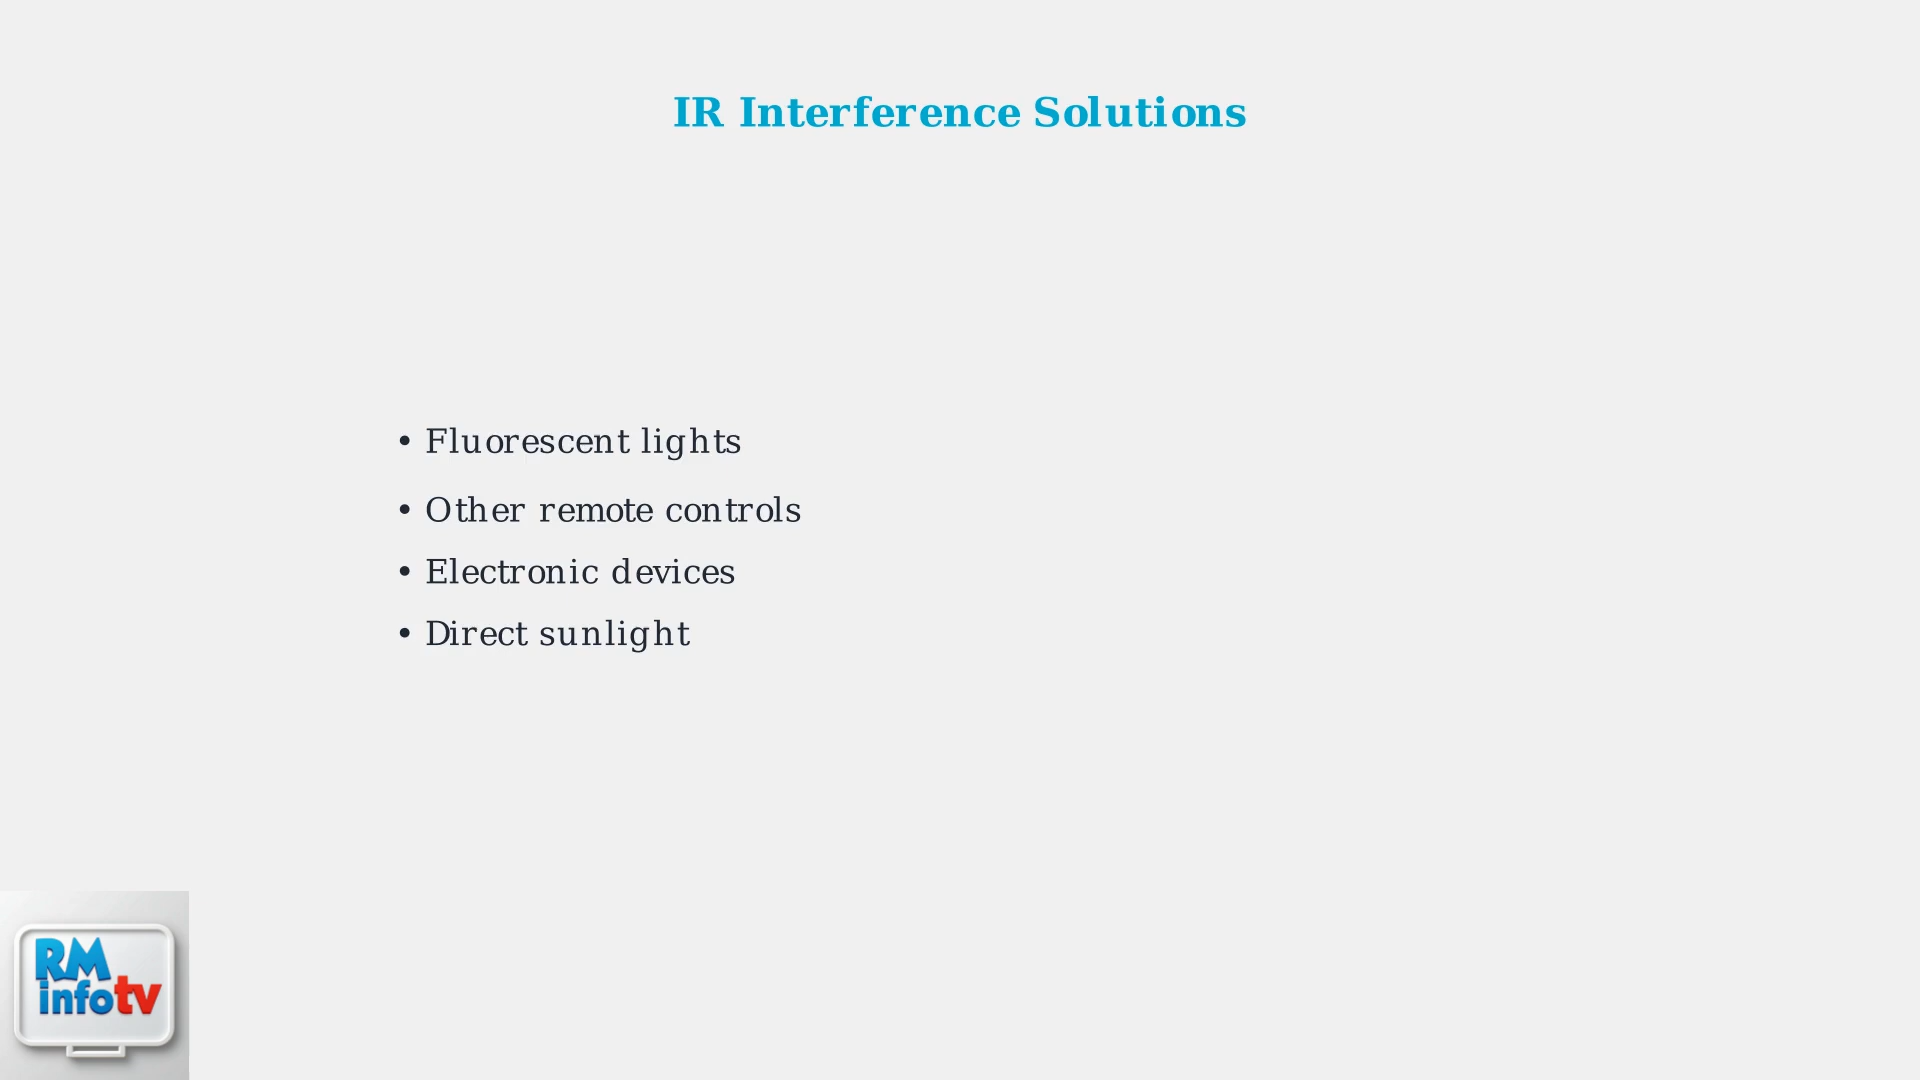 IR Interference Solutions
• Fluorescent lights
• Other remote controls
• Electronic devices
• Direct sunlight
RM
infotv